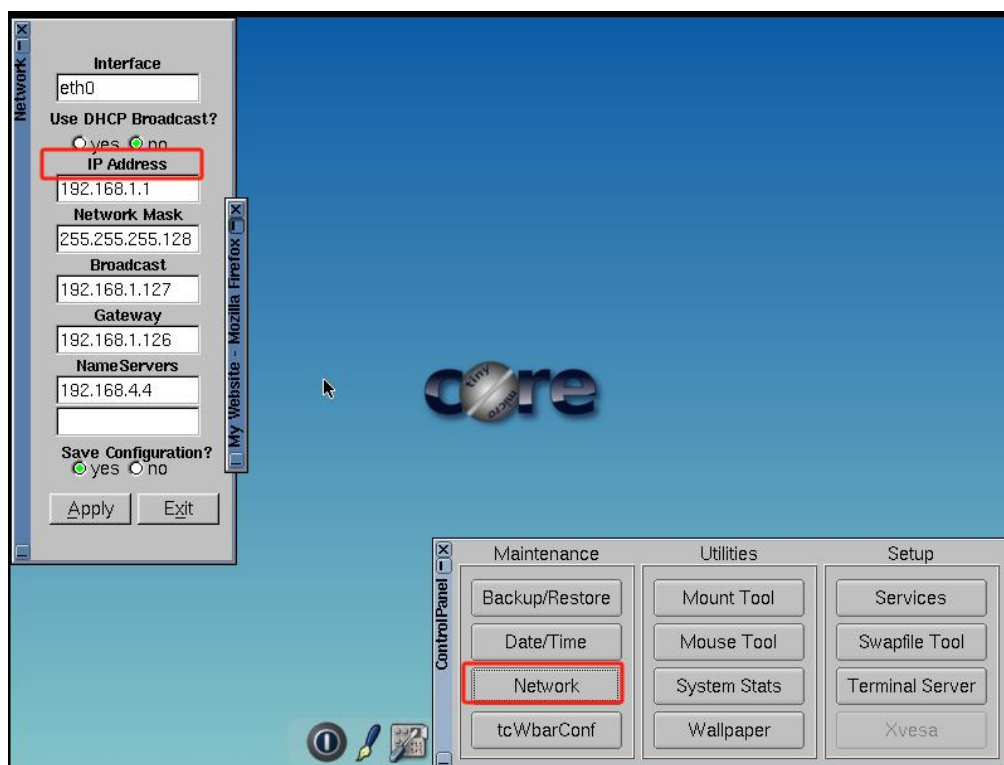 Network
Interface
eth0
Use DHCP Broadcast?
yes no
IP Address
192.168.1.1
Network Mask
255.255.255.128
Broadcast
192.168.1.127
Gateway
192.168.1.126
NameServers
192.168.4.4
Save Configuration?
yes no
Apply Exit
My Website - Mozilla Firefox
core
tiny
micro
ControlPanel
Maintenance Utilities Setup
Backup/Restore Mount Tool Services
Date/Time Mouse Tool Swapfile Tool
Network System Stats Terminal Server
tcWbarConf Wallpaper Xvesa